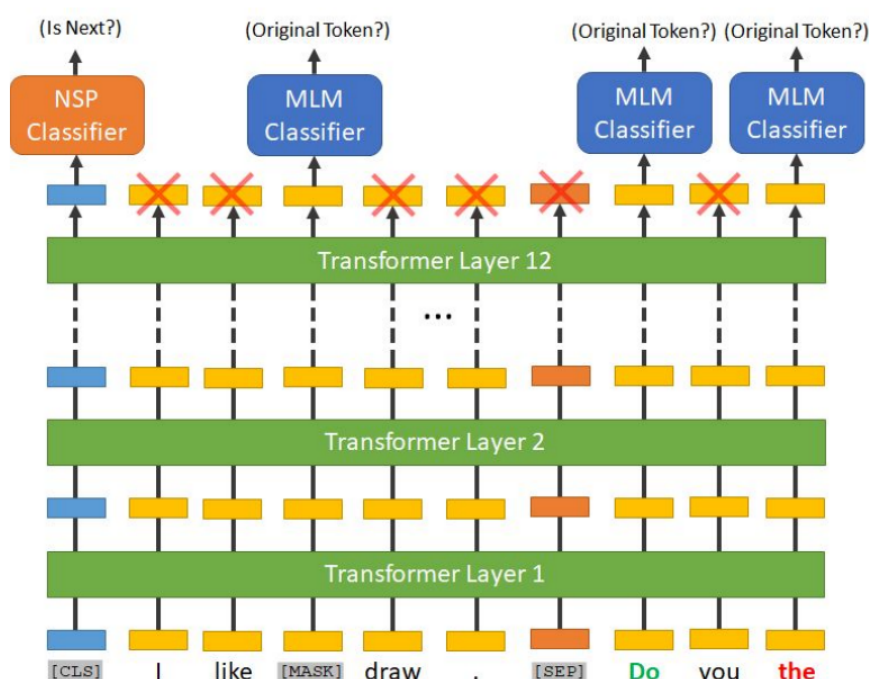 (Is Next?) (Original Token?) (Original Token?) (Original Token?)
NSP Classifier
MLM Classifier
MLM Classifier
MLM Classifier
Transformer Layer 12
...
Transformer Layer 2
Transformer Layer 1
[CLS] I like [MASK] draw . [SEP] Do you the